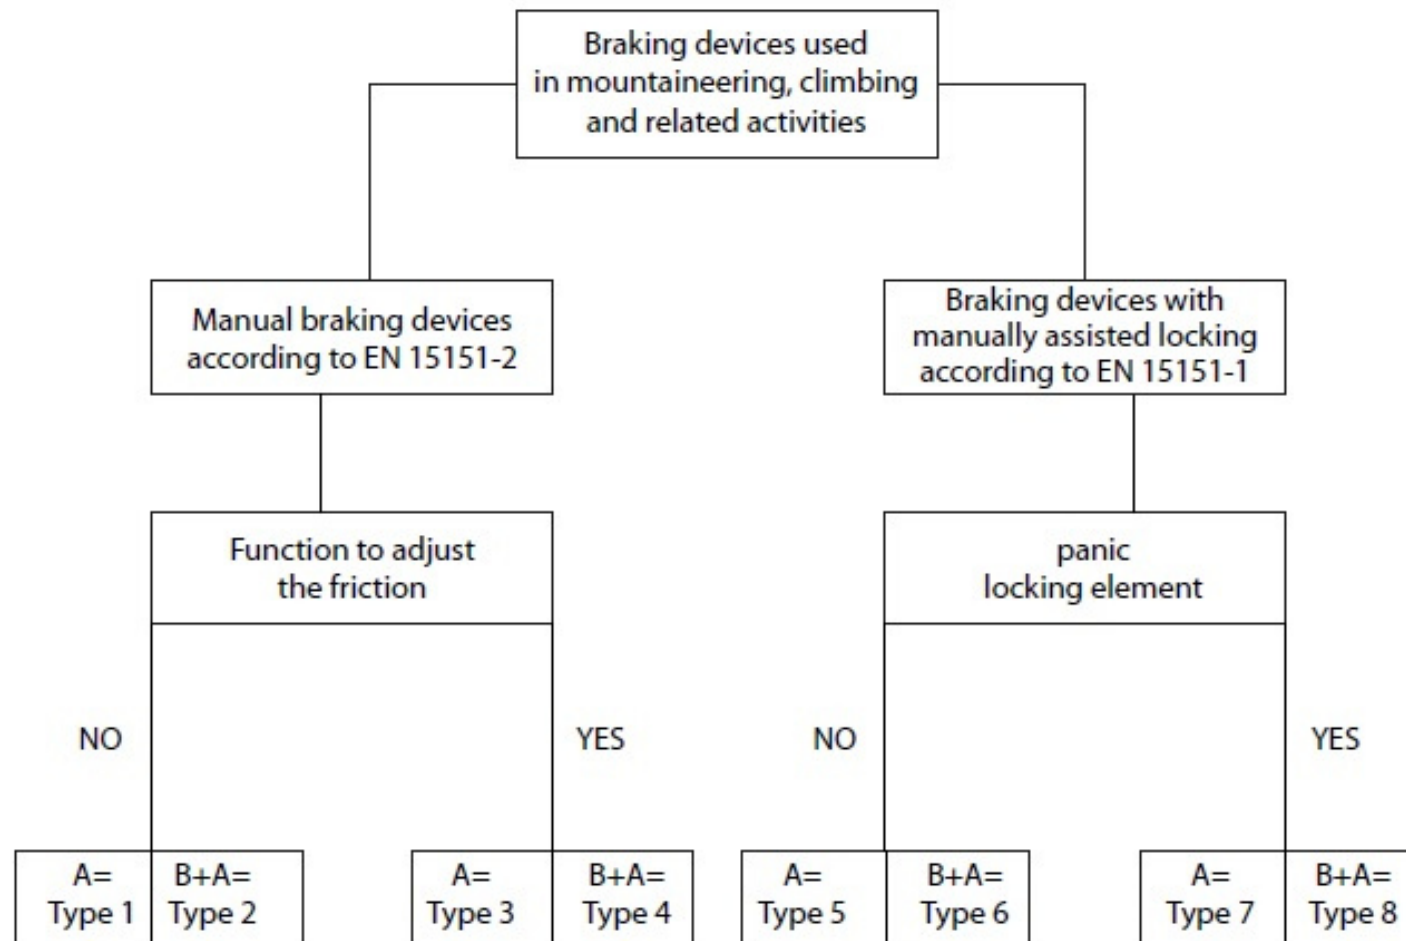 Braking devices used
in mountaineering, climbing
and related activities
Manual braking devices
according to EN 15151-2
Braking devices with
manually assisted locking
according to EN 15151-1
Function to adjust
the friction
panic
locking element
NO
YES
NO
YES
A=
Type 1
B+A=
Type 2
A=
Type 3
B+A=
Type 4
A=
Type 5
B+A=
Type 6
A=
Type 7
B+A=
Type 8